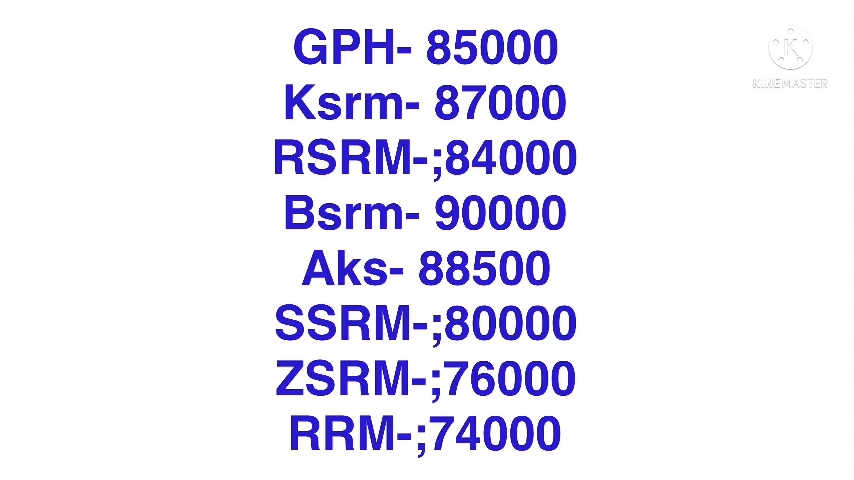 GPH- 85000
KINEMASTER
Ksrm- 87000
RSRM-;84000
Bsrm- 90000
Aks- 88500
SSRM-;80000
ZSRM-;76000
RRM-;74000